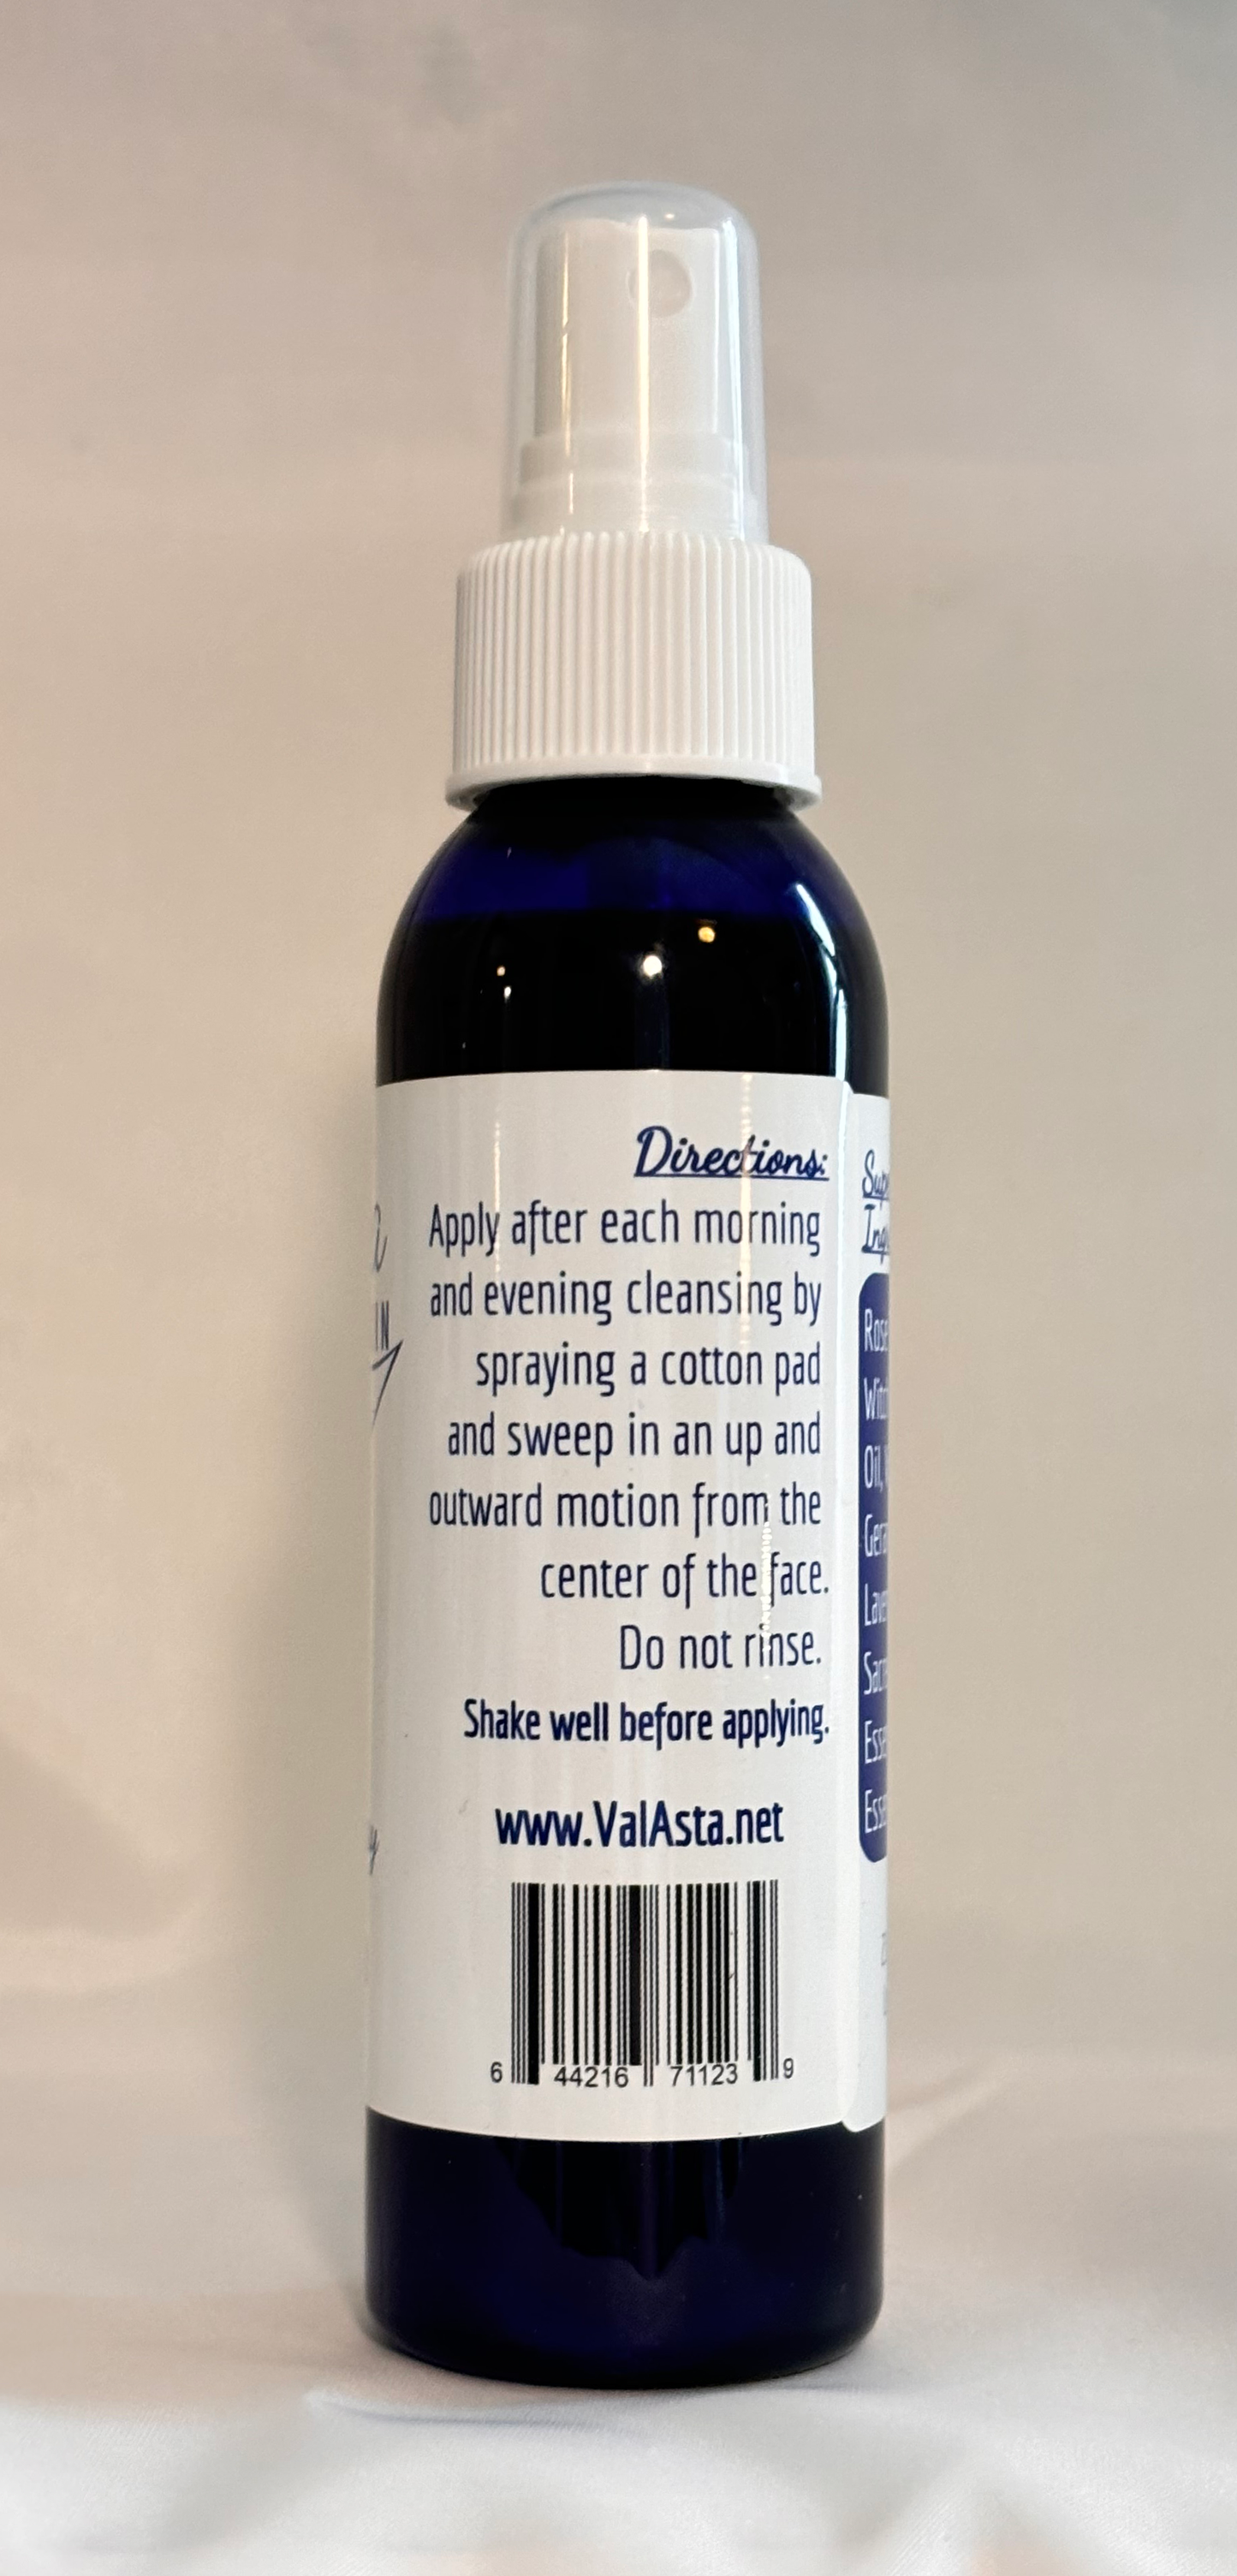 Directions:
Apply after each morning
and evening cleansing by
spraying a cotton pad
and sweep in an up and
outward motion from the
center of the face.
Do not rinse.
Shake well before applying.
www.ValAsta.net
6 44216 71123 9